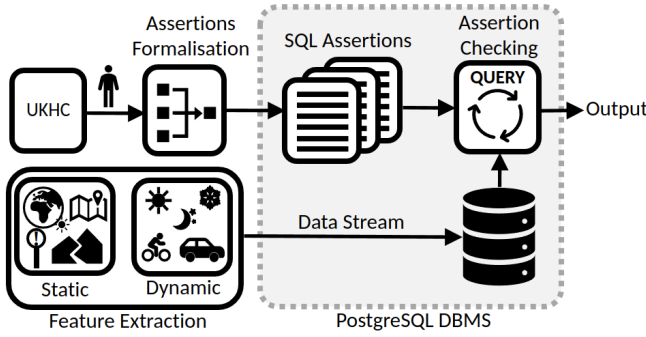 Assertions
Formalisation
SQL Assertions
Assertion
Checking
UKHC
QUERY
Output
Data Stream
Static
Dynamic
Feature Extraction
PostgreSQL DBMS